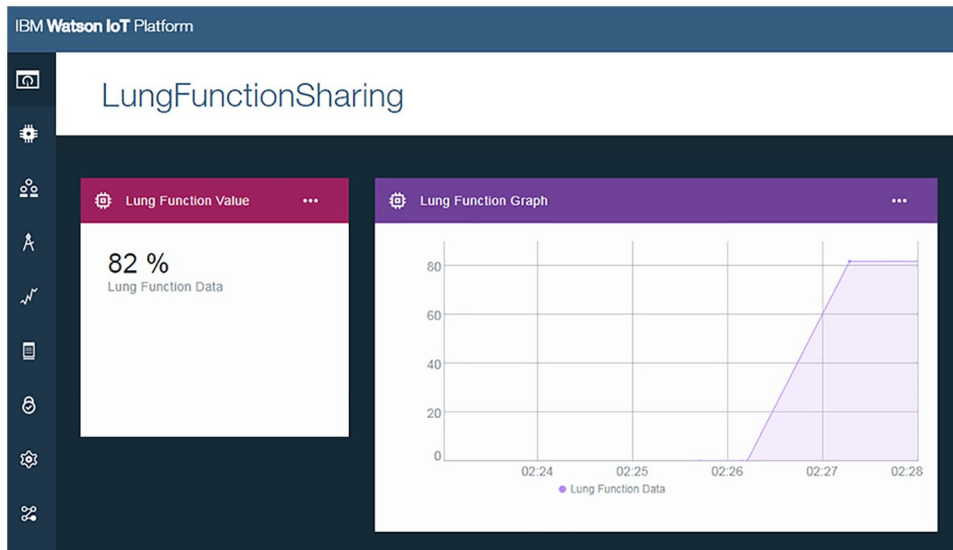 IBM Watson IoT Platform
LungFunctionSharing
Lung Function Value
82 %
Lung Function Data
Lung Function Graph
80
60
40
20
0
02:24 02:25 02:26 02:27 02:28
Lung Function Data